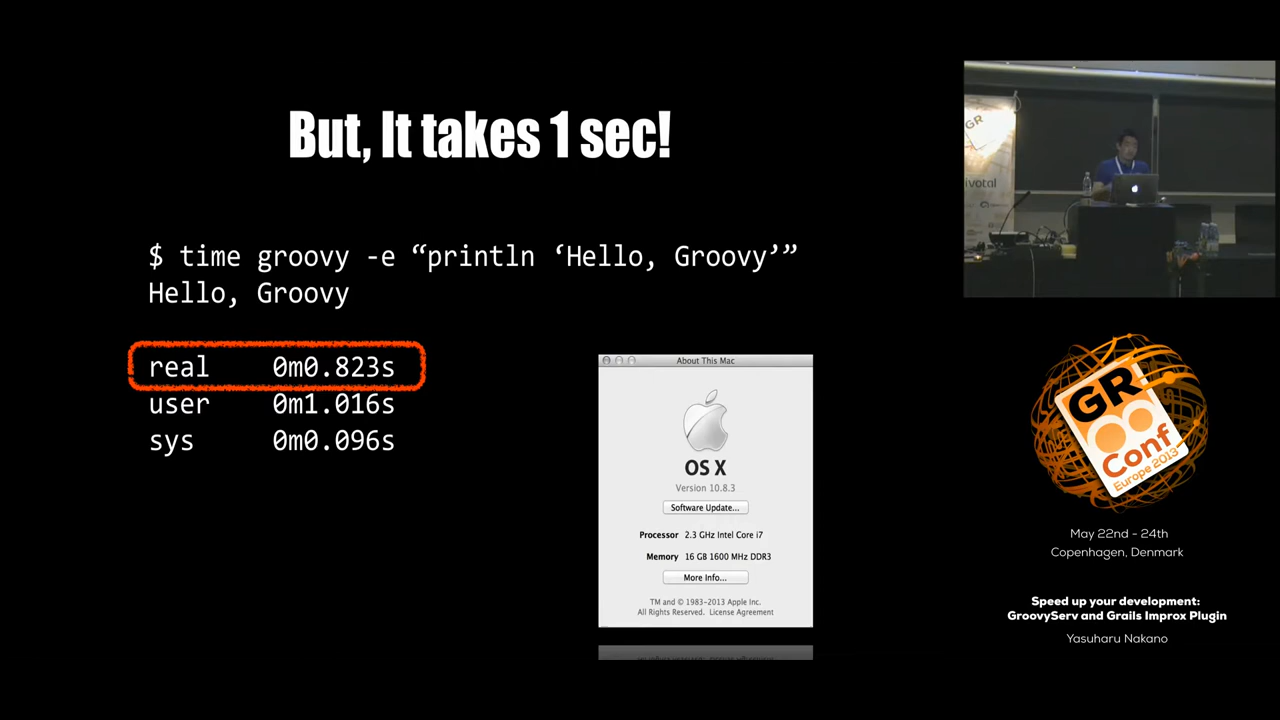 But, It takes 1 sec!
$ time groovy -e “println ‘Hello, Groovy’”
Hello, Groovy
real 0m0.823s
user 0m1.016s
sys 0m0.096s
About This Mac
OS X
Version 10.8.3
Software Update...
Processor 2.3 GHz Intel Core i7
Memory 16 GB 1600 MHz DDR3
More Info...
TM and © 1983-2013 Apple Inc.
All Rights Reserved. License Agreement
GR
GR
Conf
Europe 2013
May 22nd - 24th
Copenhagen, Denmark
Speed up your development:
GroovyServ and Grails Improx Plugin
Yasuharu Nakano